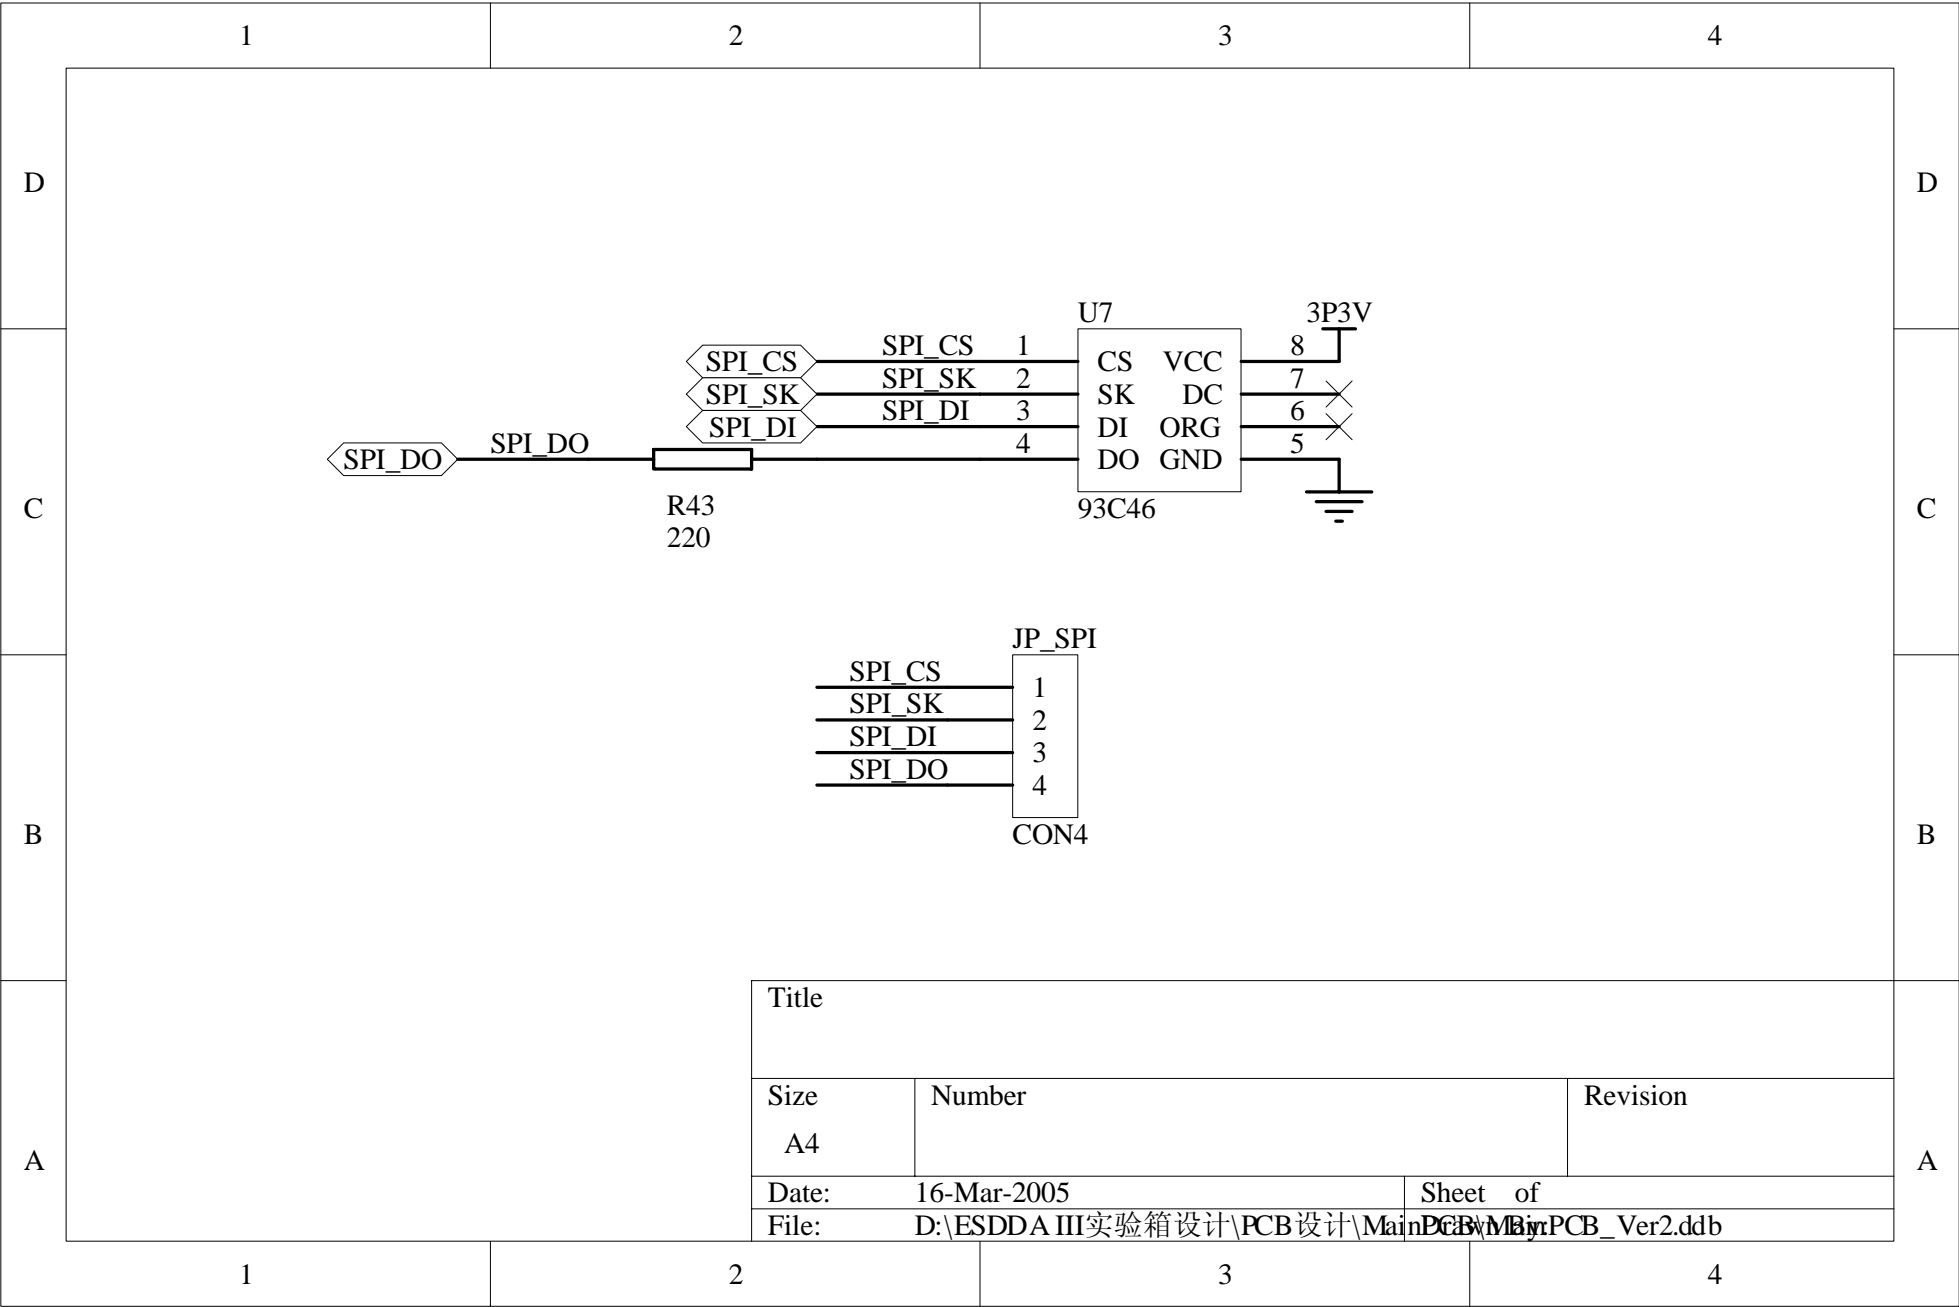 1 2 3 4
D D
U7 3P3V
SPI_CS SPI_CS 1 CS VCC 8
SPI_SK SPI_SK 2 SK DC 7
SPI_DI SPI_DI 3 DI ORG 6
SPI_DO SPI_DO 4 DO GND 5
C R43 93C46 C
220
JP_SPI
SPI_CS 1
SPI_SK 2
SPI_DI 3
SPI_DO 4
B CON4 B
Title
Size Number Revision
A4
A A
Date: 16-Mar-2005 Sheet of
File: D:\ESDDA III实验箱设计\PCB设计\MainPCB\MainPCB_Ver2.ddb Drawn By:
1 2 3 4